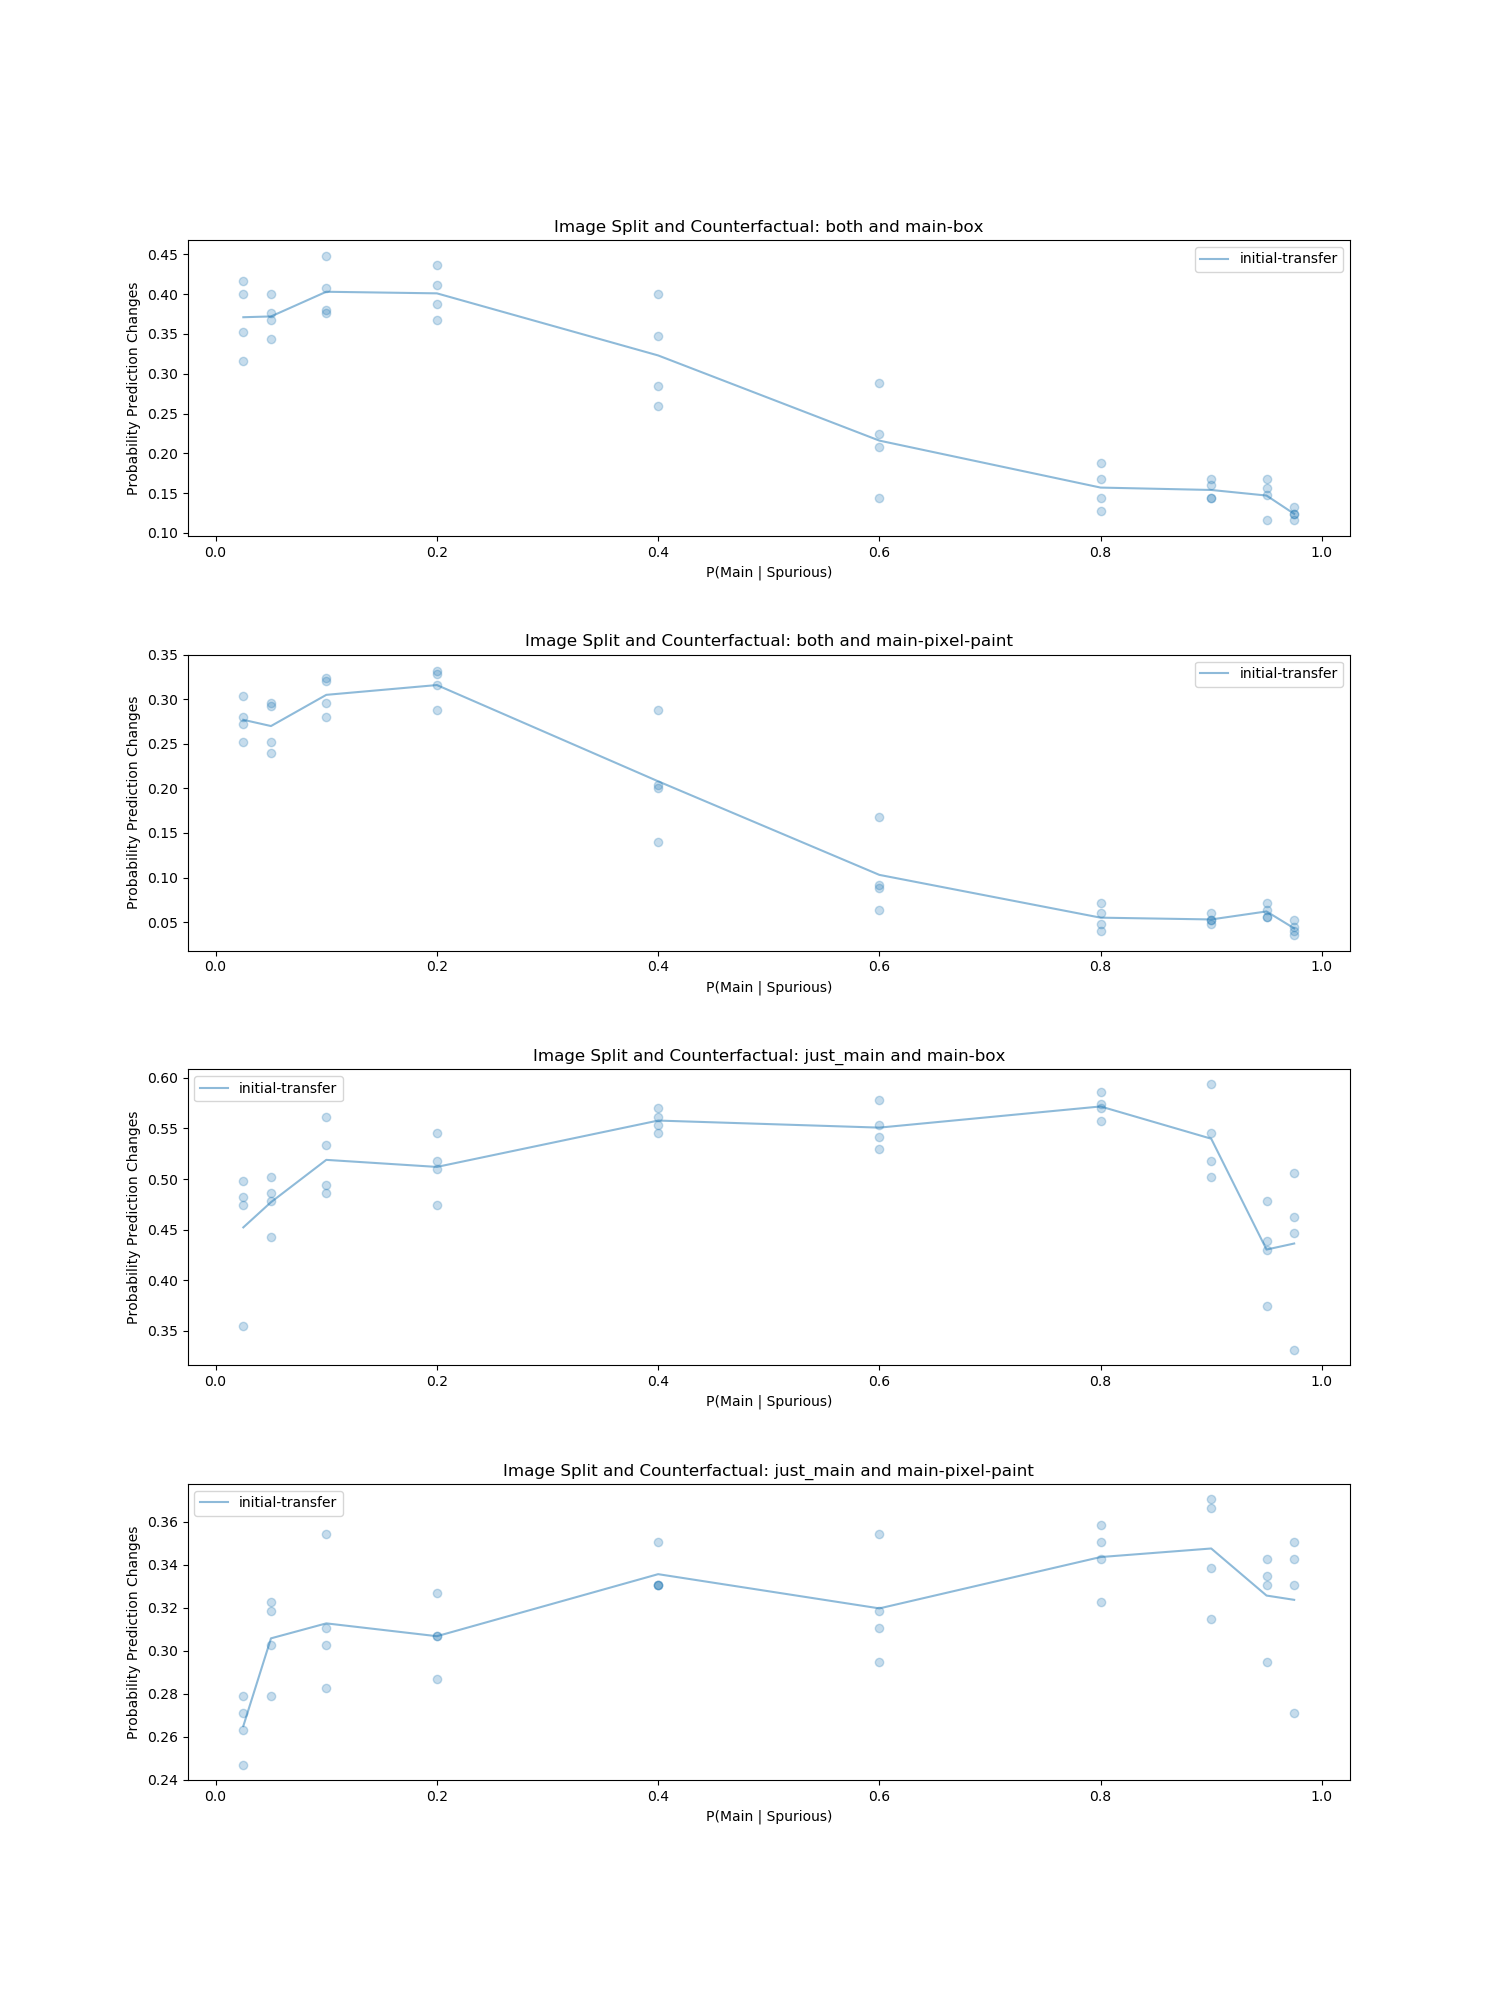 Image Split and Counterfactual: both and main-box
initial-transfer
Probability Prediction Changes
0.45
0.40
0.35
0.30
0.25
0.20
0.15
0.10
0.0 0.2 0.4 0.6 0.8 1.0
P(Main | Spurious)
Image Split and Counterfactual: both and main-pixel-paint
initial-transfer
Probability Prediction Changes
0.35
0.30
0.25
0.20
0.15
0.10
0.05
0.0 0.2 0.4 0.6 0.8 1.0
P(Main | Spurious)
Image Split and Counterfactual: just_main and main-box
initial-transfer
Probability Prediction Changes
0.60
0.55
0.50
0.45
0.40
0.35
0.0 0.2 0.4 0.6 0.8 1.0
P(Main | Spurious)
Image Split and Counterfactual: just_main and main-pixel-paint
initial-transfer
Probability Prediction Changes
0.36
0.34
0.32
0.30
0.28
0.26
0.24
0.0 0.2 0.4 0.6 0.8 1.0
P(Main | Spurious)